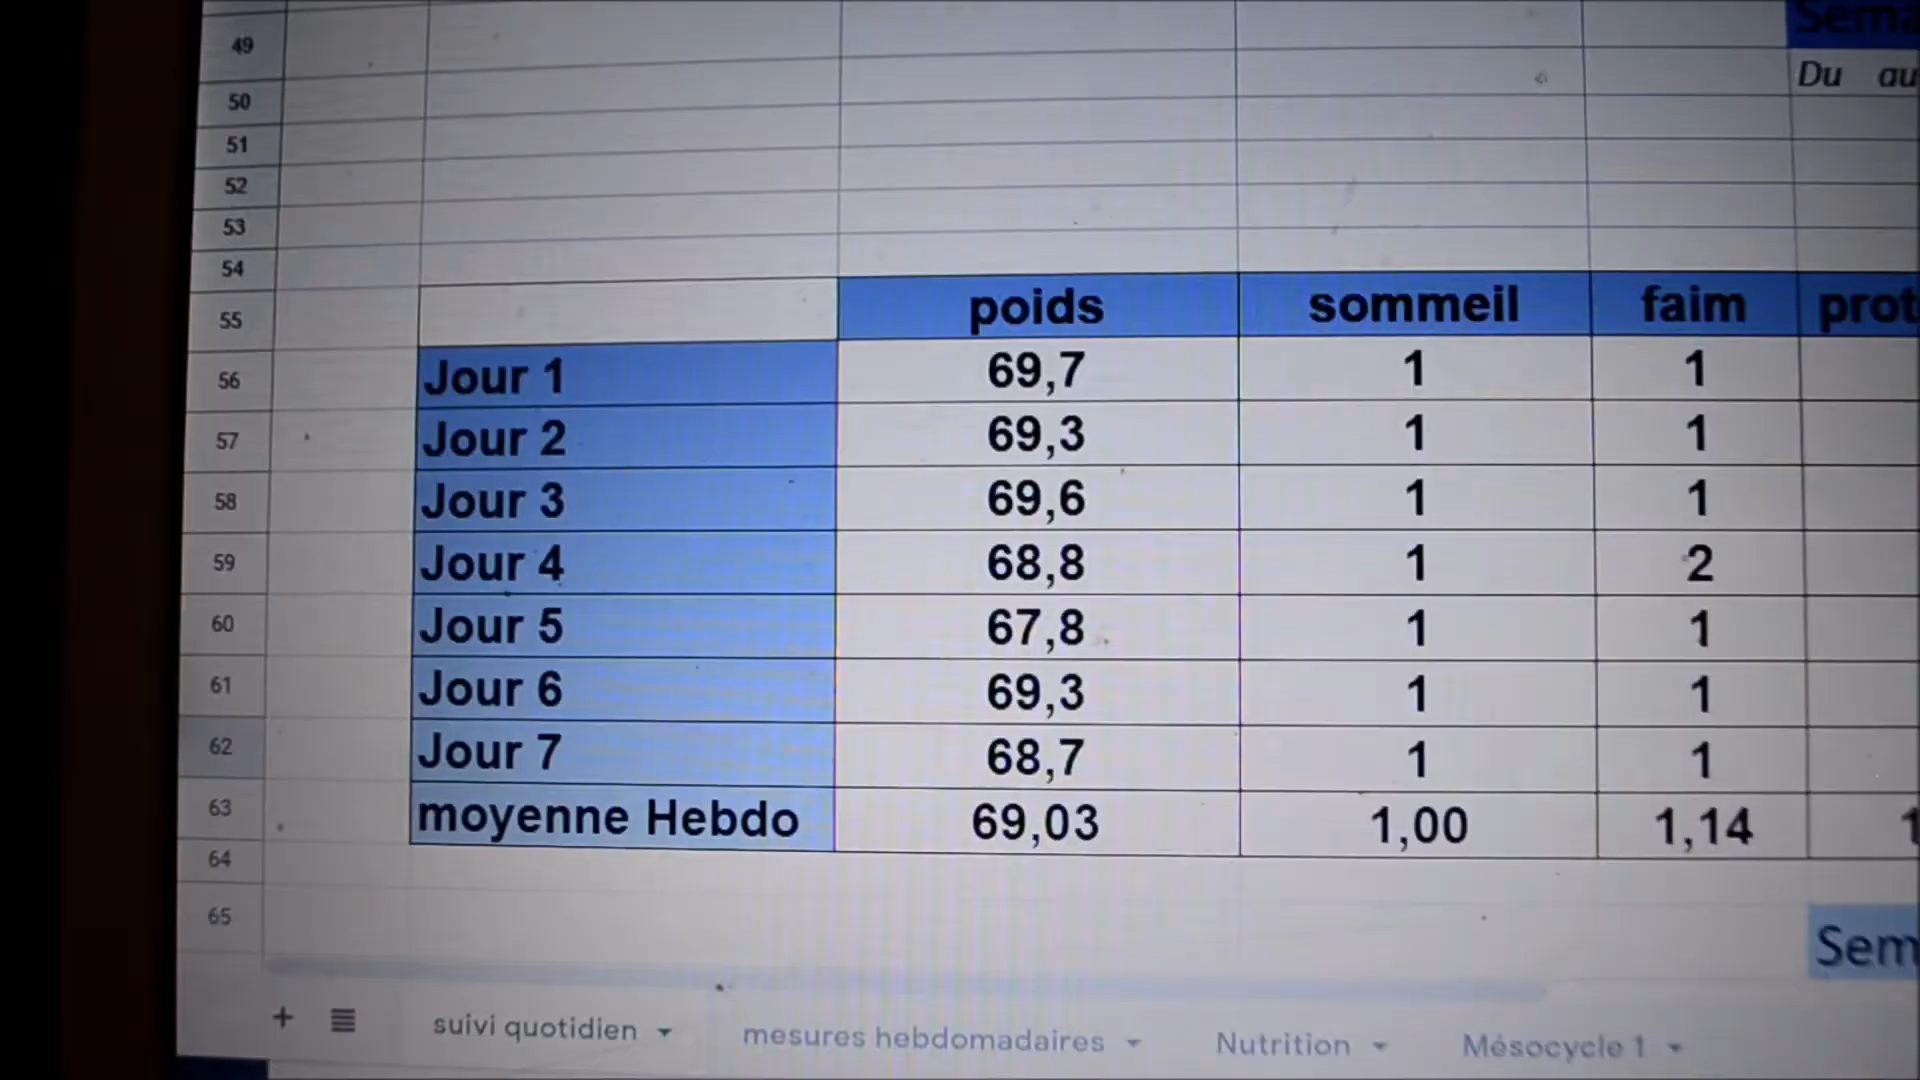 49
Du au
50
51
52
53
54
55 poids sommeil faim
56 Jour 1 69,7 1 1
57 Jour 2 69,3 1 1
58 Jour 3 69,6 1 1
59 Jour 4 68,8 1 2
60 Jour 5 67,8 1 1
61 Jour 6 69,3 1 1
62 Jour 7 68,7 1 1
63 moyenne Hebdo 69,03 1,00 1,14
64
65
+ suivi quotidien mesures hebdomadaires Nutrition Mésocycle 1